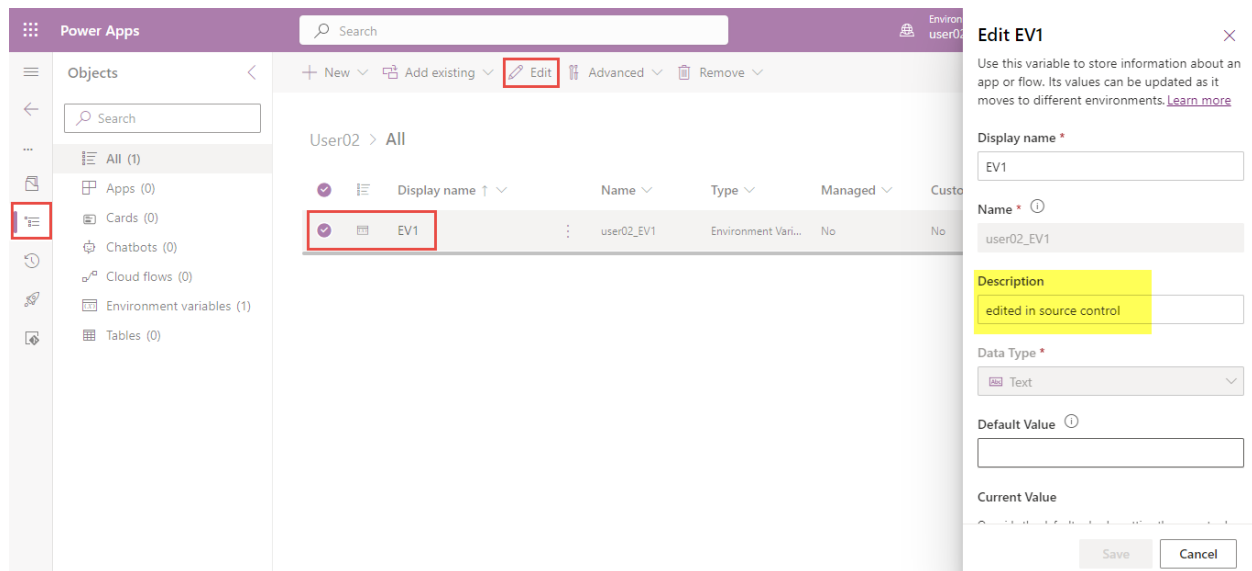 Power Apps
Search
Environ
user02
Objects
New
Add existing
Edit
Advanced
Remove
Search
All (1)
Apps (0)
Cards (0)
Chatbots (0)
Cloud flows (0)
Environment variables (1)
Tables (0)
User02 > All
Display name ↑
Name
Type
Managed
Custo
EV1
user02_EV1
Environment Vari...
No
No
Edit EV1
Use this variable to store information about an
app or flow. Its values can be updated as it
moves to different environments. Learn more
Display name *
EV1
Name *
user02_EV1
Description
edited in source control
Data Type *
Abc Text
Default Value
Current Value
Save
Cancel